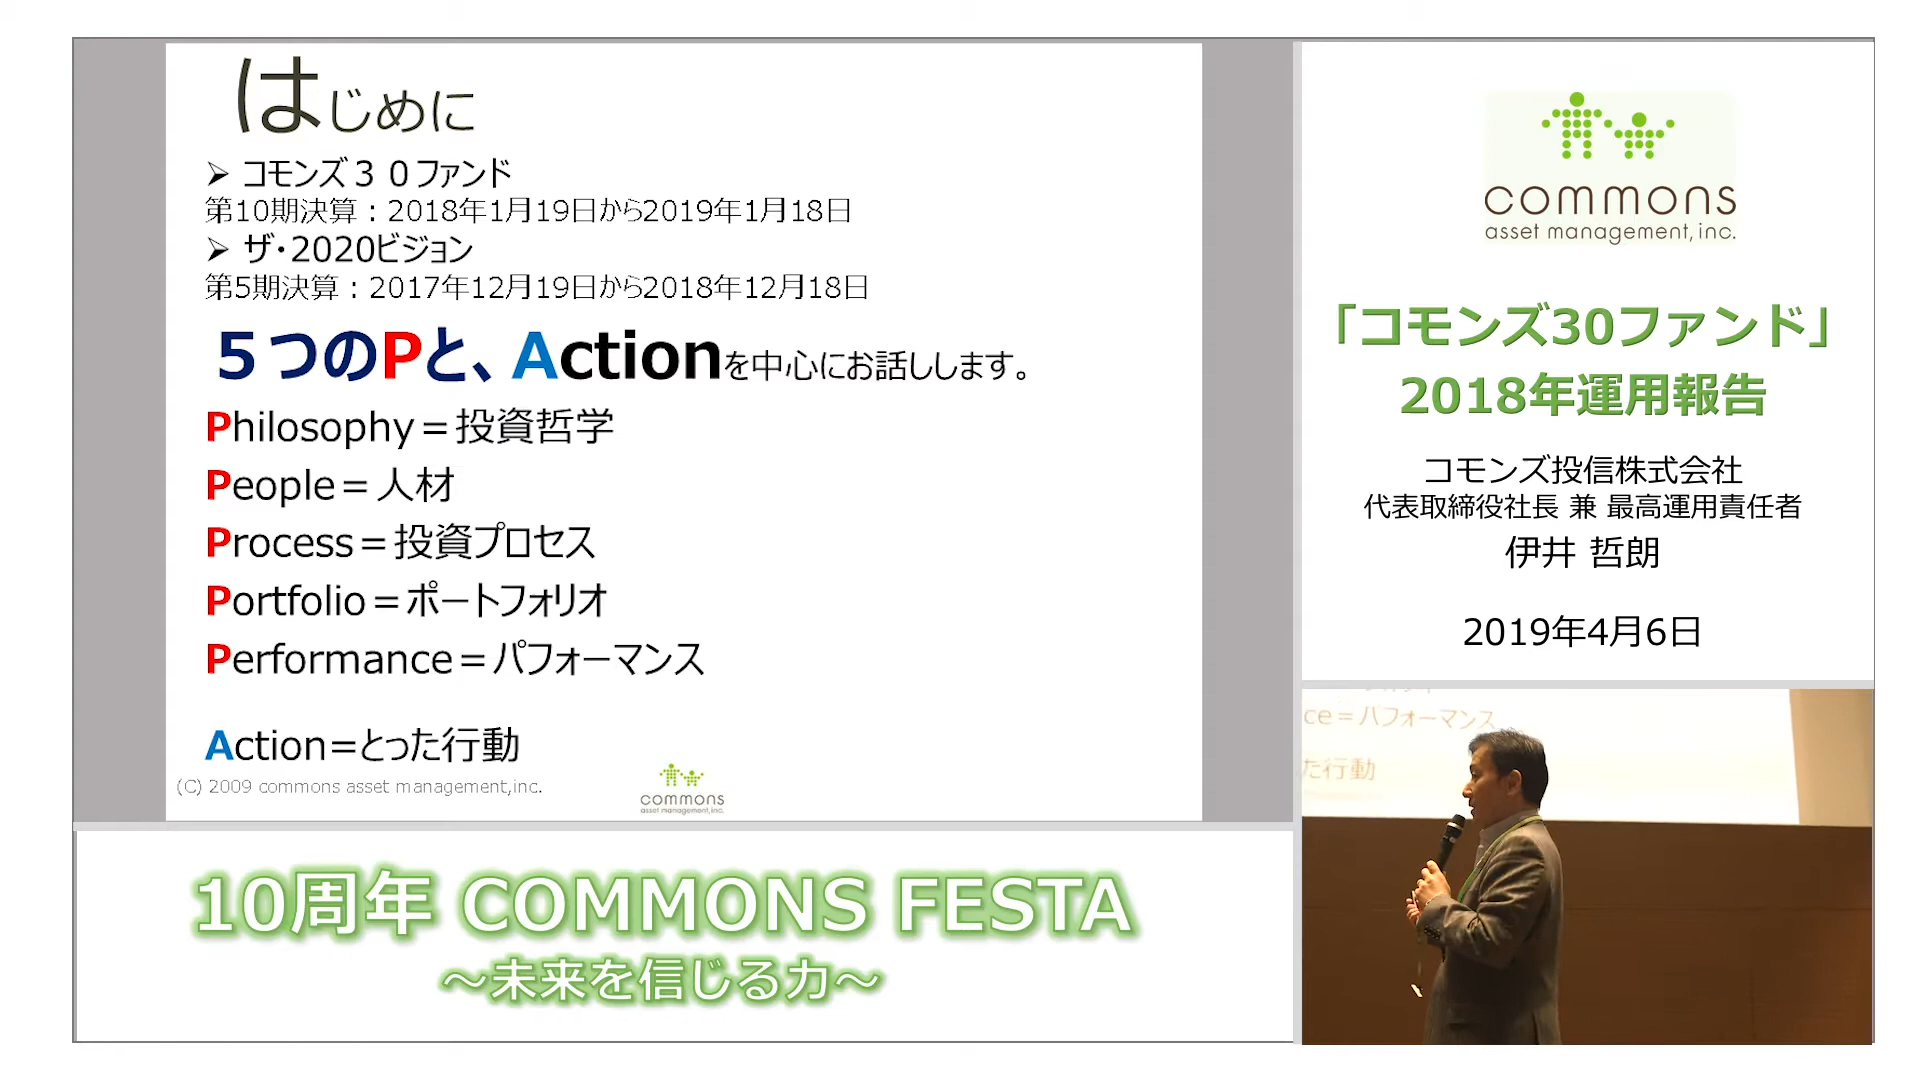 はじめに
➢ コモンズ３０ファンド
第10期決算：2018年1月19日から2019年1月18日
➢ ザ・2020ビジョン
第5期決算：2017年12月19日から2018年12月18日
５つのPと、Actionを中心にお話しします。
Philosophy＝投資哲学
People＝人材
Process＝投資プロセス
Portfolio＝ポートフォリオ
Performance＝パフォーマンス
Action=とった行動
(C) 2009 commons asset management,inc.
commons
asset management,inc.
10周年 COMMONS FESTA
～未来を信じる力～
commons
asset management,inc.
「コモンズ30ファンド」
2018年運用報告
コモンズ投信株式会社
代表取締役社長 兼 最高運用責任者
伊井 哲朗
2019年4月6日
ce＝パフォーマンス
た行動